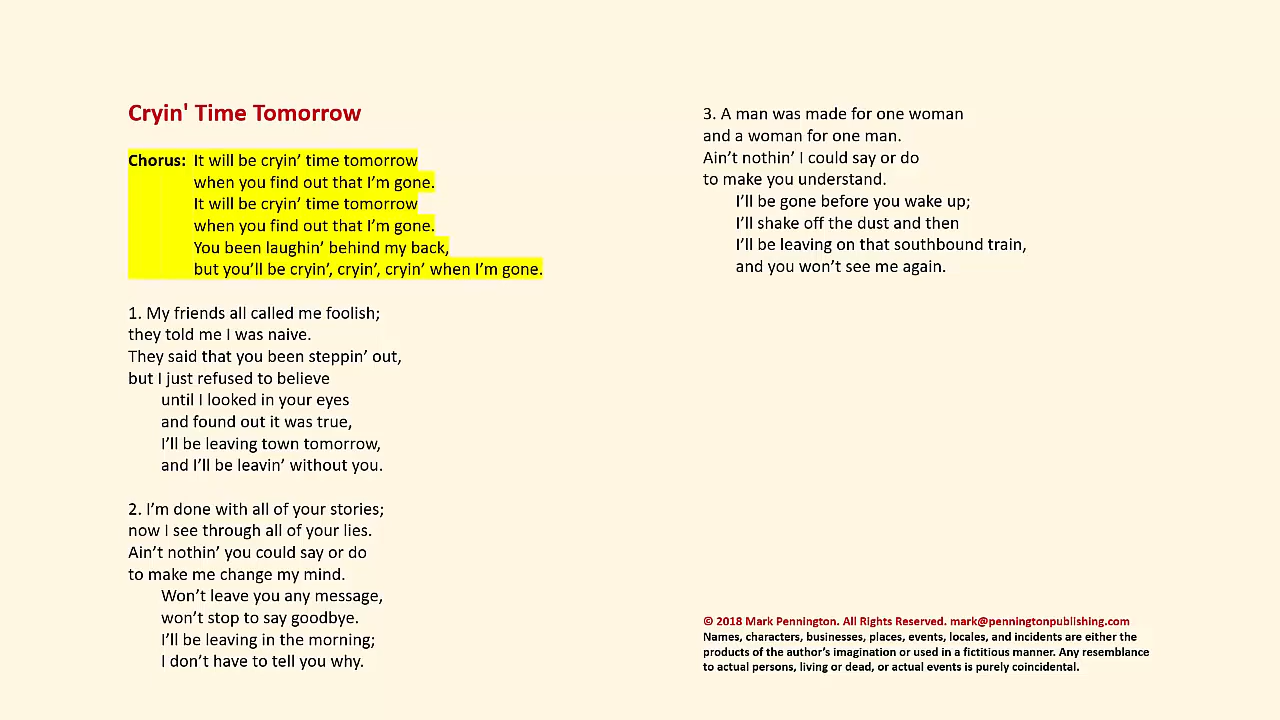 Cryin' Time Tomorrow
Chorus: It will be cryin’ time tomorrow
when you find out that I’m gone.
It will be cryin’ time tomorrow
when you find out that I’m gone.
You been laughin’ behind my back,
but you’ll be cryin’, cryin’, cryin’ when I’m gone.
1. My friends all called me foolish;
they told me I was naive.
They said that you been steppin’ out,
but I just refused to believe
until I looked in your eyes
and found out it was true,
I’ll be leaving town tomorrow,
and I’ll be leavin’ without you.
2. I’m done with all of your stories;
now I see through all of your lies.
Ain’t nothin’ you could say or do
to make me change my mind.
Won’t leave you any message,
won’t stop to say goodbye.
I’ll be leaving in the morning;
I don’t have to tell you why.
3. A man was made for one woman
and a woman for one man.
Ain’t nothin’ I could say or do
to make you understand.
I’ll be gone before you wake up;
I’ll shake off the dust and then
I’ll be leaving on that southbound train,
and you won’t see me again.
© 2018 Mark Pennington. All Rights Reserved. mark@penningtonpublishing.com
Names, characters, businesses, places, events, locales, and incidents are either the
products of the author’s imagination or used in a fictitious manner. Any resemblance
to actual persons, living or dead, or actual events is purely coincidental.